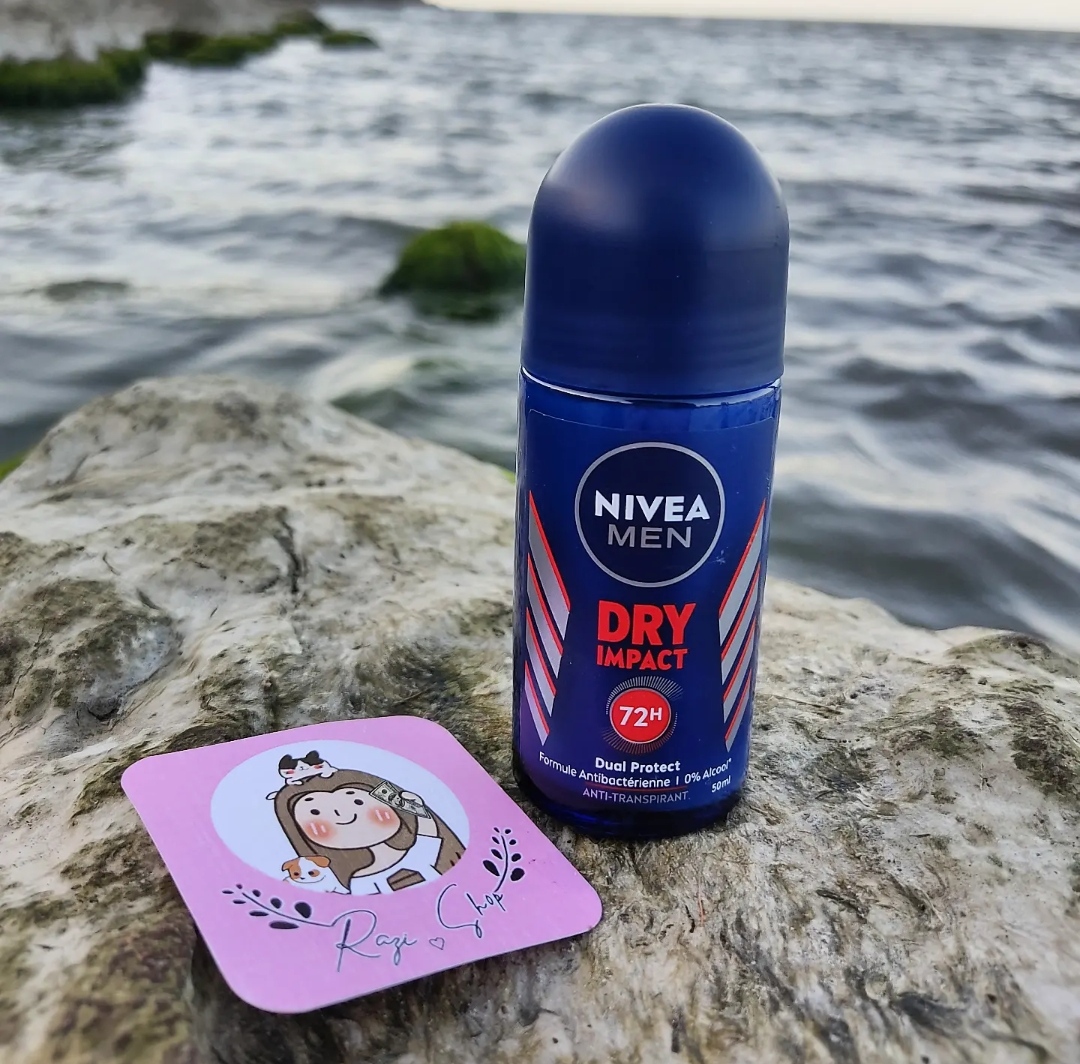 NIVEA
MEN
DRY
IMPACT
72H
Dual Protect
Formule Antibactérienne | 0% Alcool*
50ml
ANTI-TRANSPIRANT
Razi Shop